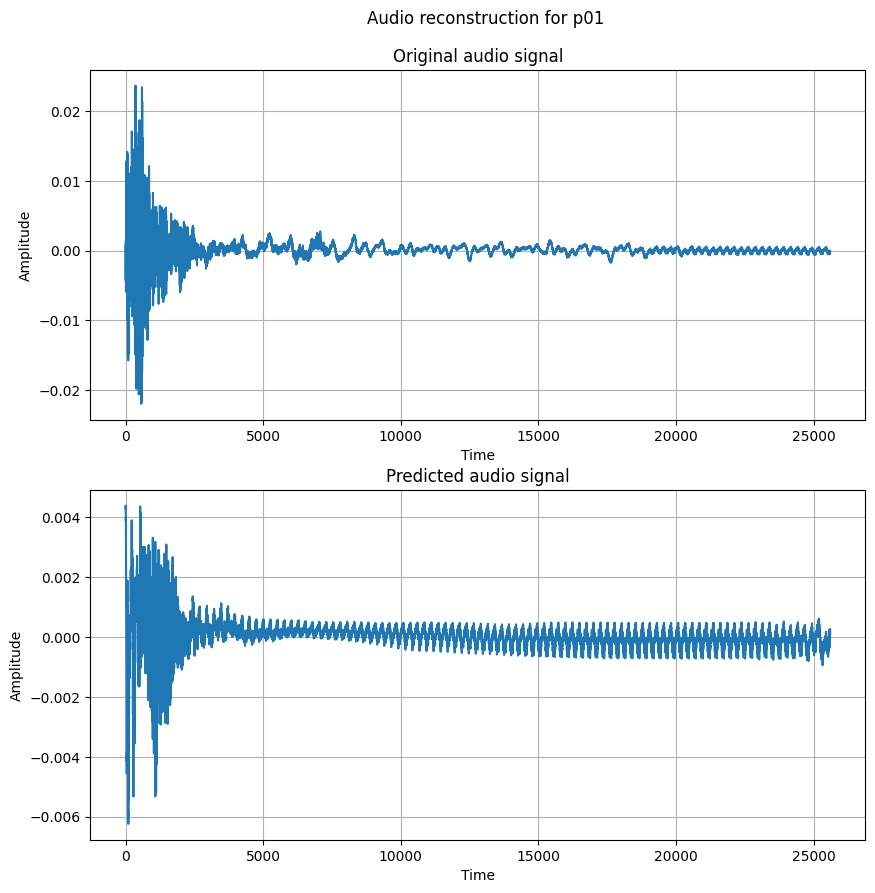 Audio reconstruction for p01
Original audio signal
0.02
0.01
0.00
−0.01
−0.02
Amplitude
0 5000 10000 15000 20000 25000
Time
Predicted audio signal
0.004
0.002
0.000
−0.002
−0.004
−0.006
Amplitude
0 5000 10000 15000 20000 25000
Time